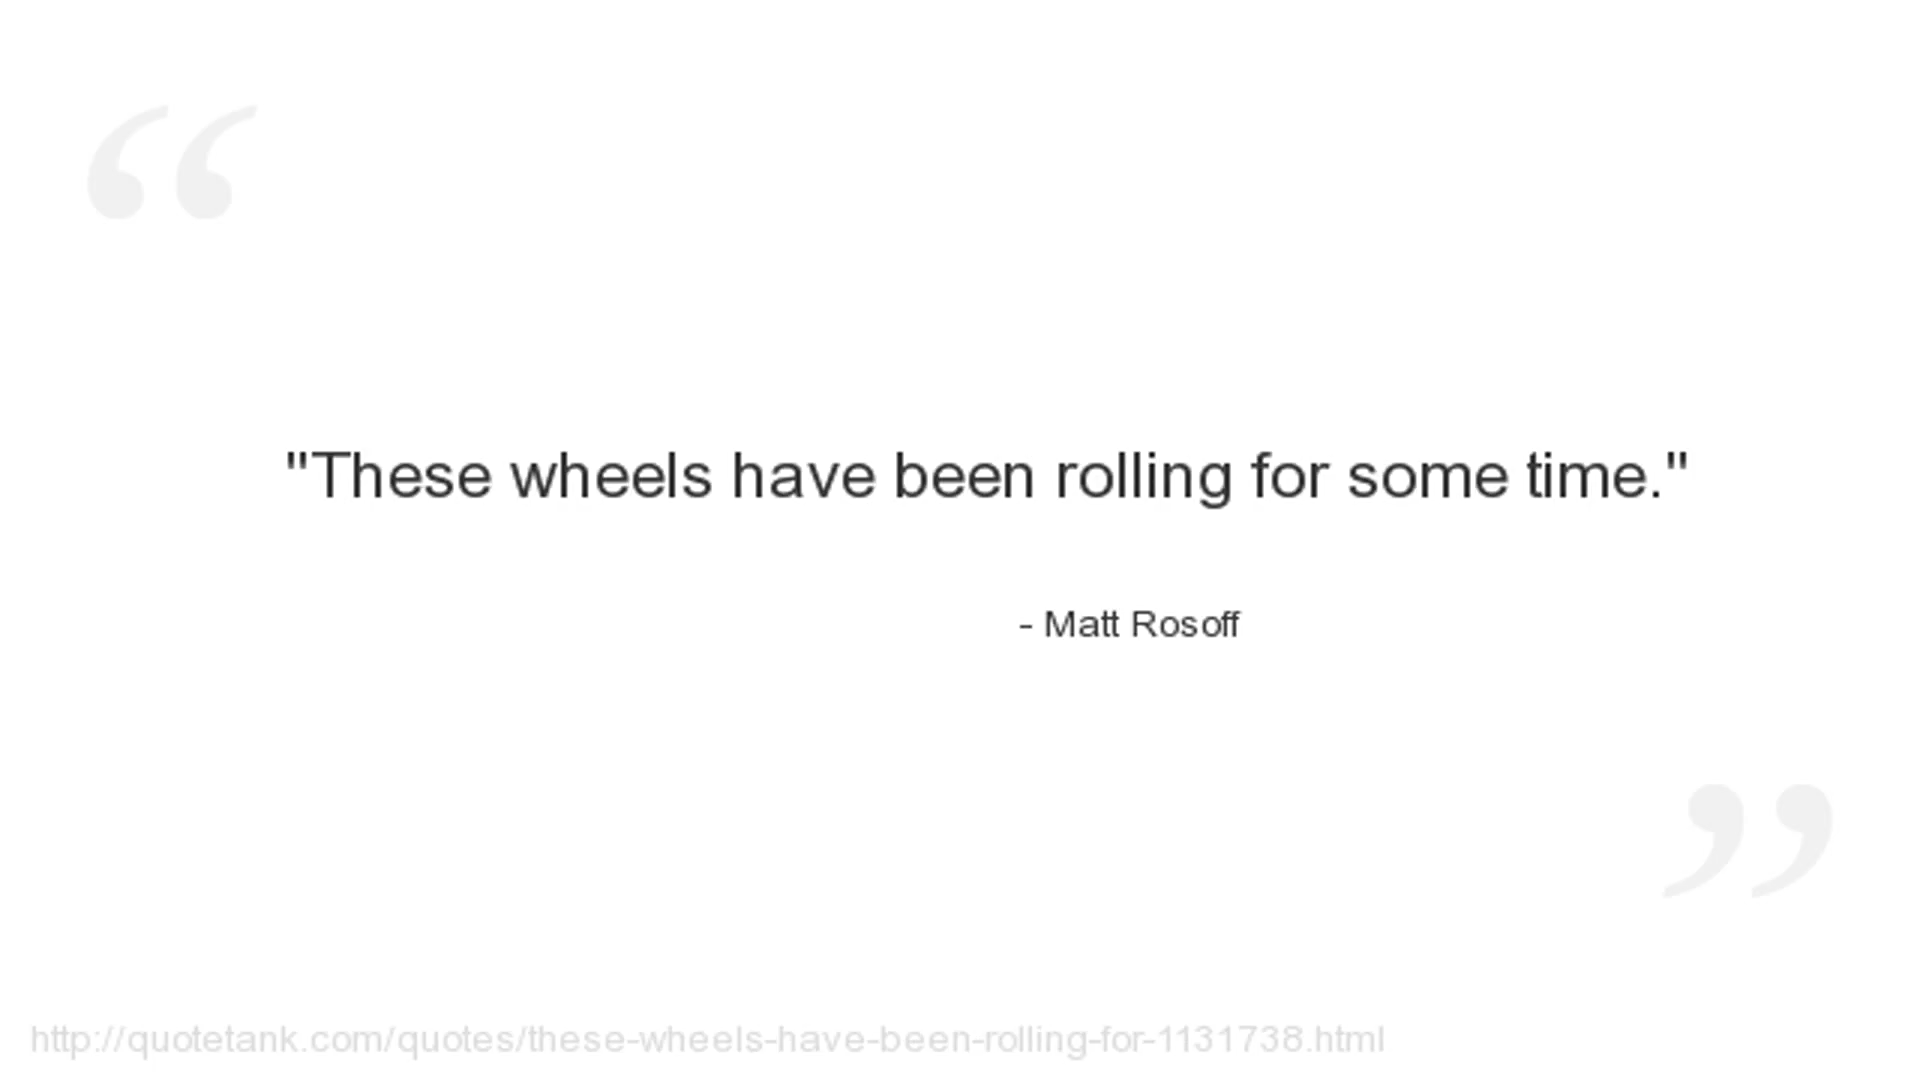 "These wheels have been rolling for some time."
- Matt Rosoff
http://quotetank.com/quotes/these-wheels-have-been-rolling-for-1131738.html